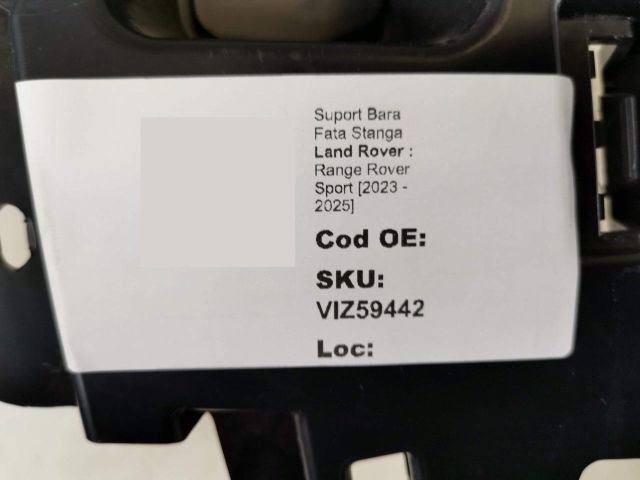 Suport Bara
Fata Stanga
Land Rover :
Range Rover
Sport [2023 -
2025]
Cod OE:
SKU:
VIZ59442
Loc: